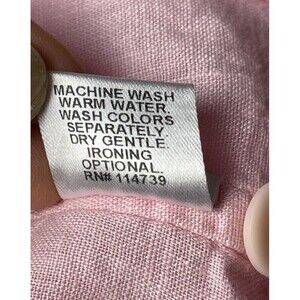 MACHINE WASH
WARM WATER.
WASH COLORS
SEPARATELY
DRY GENTLE.
IRONING
OPTIONAL.
RN# 114739